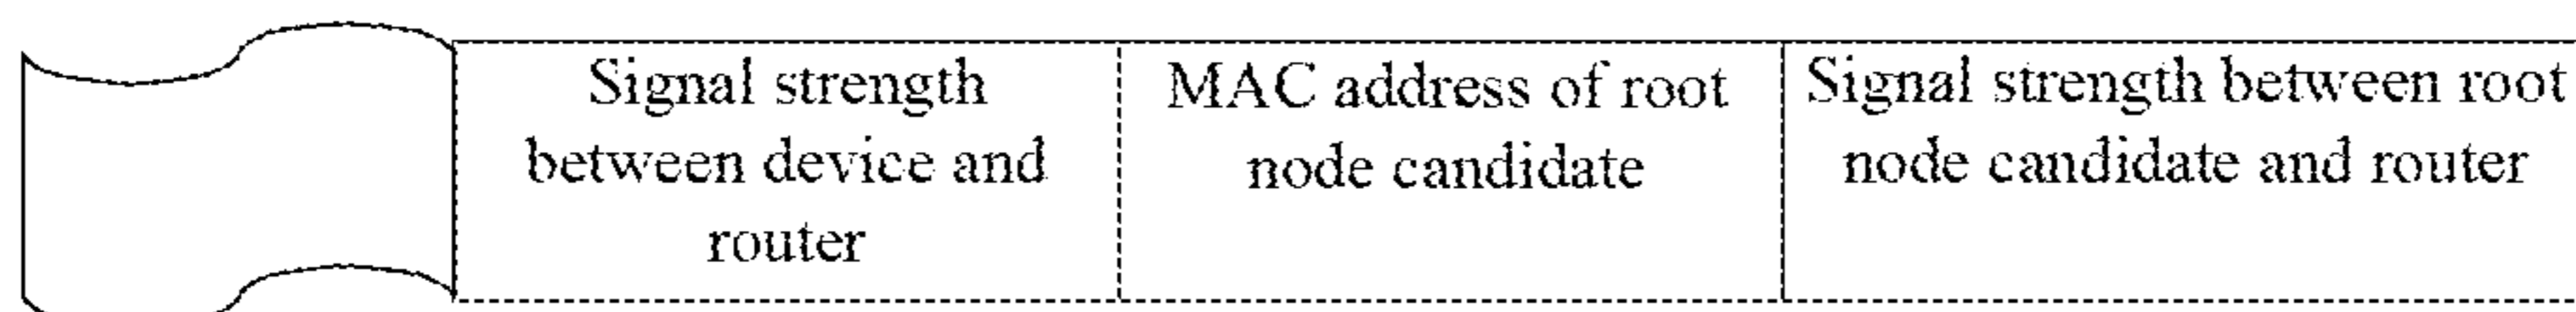 Signal strength
between device and
router
MAC address of root
node candidate
Signal strength between root
node candidate and router